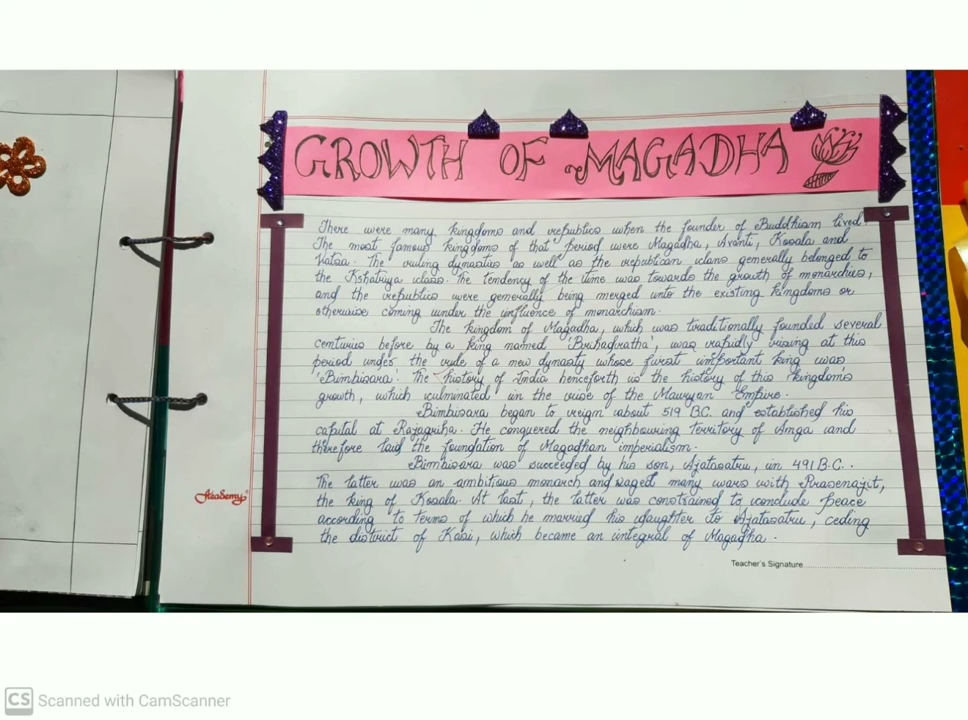 GROWTH OF MAGADHA
There were many kingdoms and republics when the founder of Buddhism lived.
The most famous kingdoms of that period were Magadha, Avanti, Kosala and
Vatsa. The ruling dynasties as well as the republican clans generally belonged to
the Kshatriya class. The tendency of the time was towards the growth of monarchies,
and the republics were generally being merged into the existing kingdoms or
otherwise coming under the influence of monarchism.
The kingdom of Magadha, which was traditionally founded several
centuries before by a king named 'Brihadratha', was rapidly rising at this
period under the rule of a new dynasty whose first important king was
'Bimbisara'. The history of India henceforth is the history of this kingdom's
growth, which culminated in the rise of the Mauryan Empire.
Bimbisara began to reign about 519 B.C. and established his
capital at Rajagriha. He conquered the neighbouring territory of Anga and
therefore laid the foundation of Magadhan imperialism.
Bimbisara was succeeded by his son, Ajatasatru, in 491 B.C..
The latter was an ambitious monarch and waged many wars with Prasenajit,
the king of Kosala. At last, the latter was constrained to conclude peace
according to terms of which he married his daughter to Ajatasatru, ceding
the district of Kasi, which became an integral of Magadha.
Academy
Teacher's Signature
CS Scanned with CamScanner